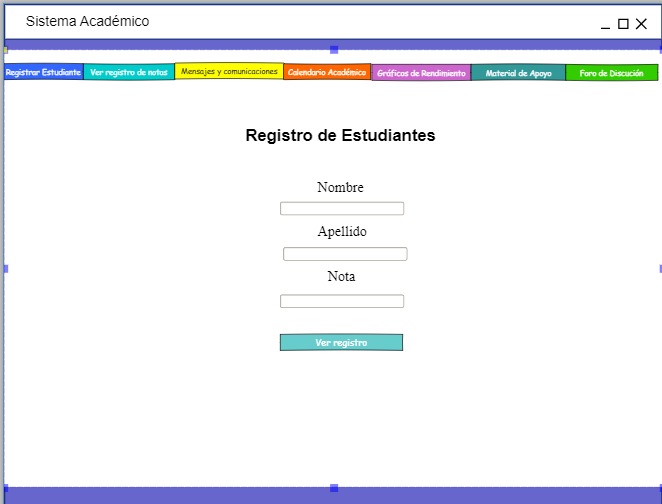 Sistema Académico
Registrar Estudiante Ver registro de notas Mensajes y comunicaciones Calendario Académico Gráficos de Rendimiento Material de Apoyo Foro de Discución
Registro de Estudiantes
Nombre
Apellido
Nota
Ver registro